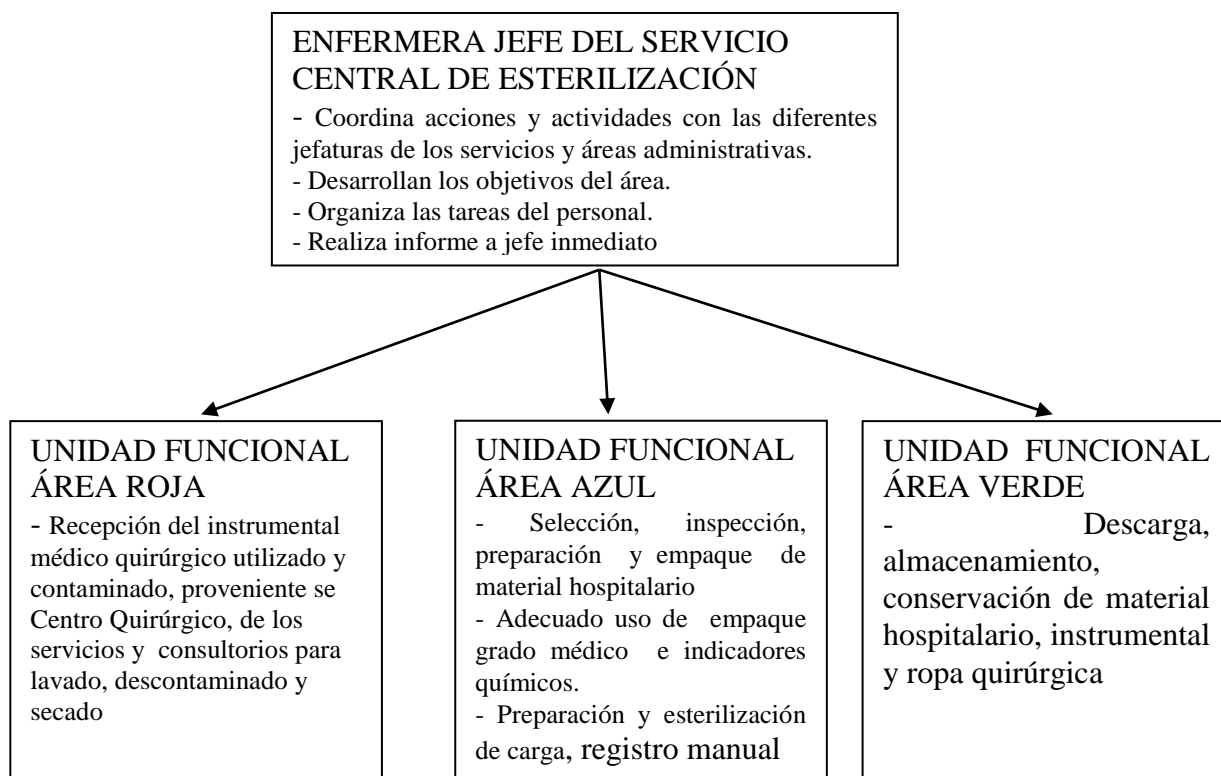 ENFERMERA JEFE DEL SERVICIO
CENTRAL DE ESTERILIZACIÓN
- Coordina acciones y actividades con las diferentes
jefaturas de los servicios y áreas administrativas.
- Desarrollan los objetivos del área.
- Organiza las tareas del personal.
- Realiza informe a jefe inmediato
UNIDAD FUNCIONAL
ÁREA ROJA
- Recepción del instrumental
médico quirúrgico utilizado y
contaminado, proveniente se
Centro Quirúrgico, de los
servicios y consultorios para
lavado, descontaminado y
secado
UNIDAD FUNCIONAL
ÁREA AZUL
- Selección, inspección,
preparación y empaque de
material hospitalario
- Adecuado uso de empaque
grado médico e indicadores
químicos.
- Preparación y esterilización
de carga, registro manual
UNIDAD FUNCIONAL
ÁREA VERDE
- Descarga,
almacenamiento,
conservación de material
hospitalario, instrumental
y ropa quirúrgica